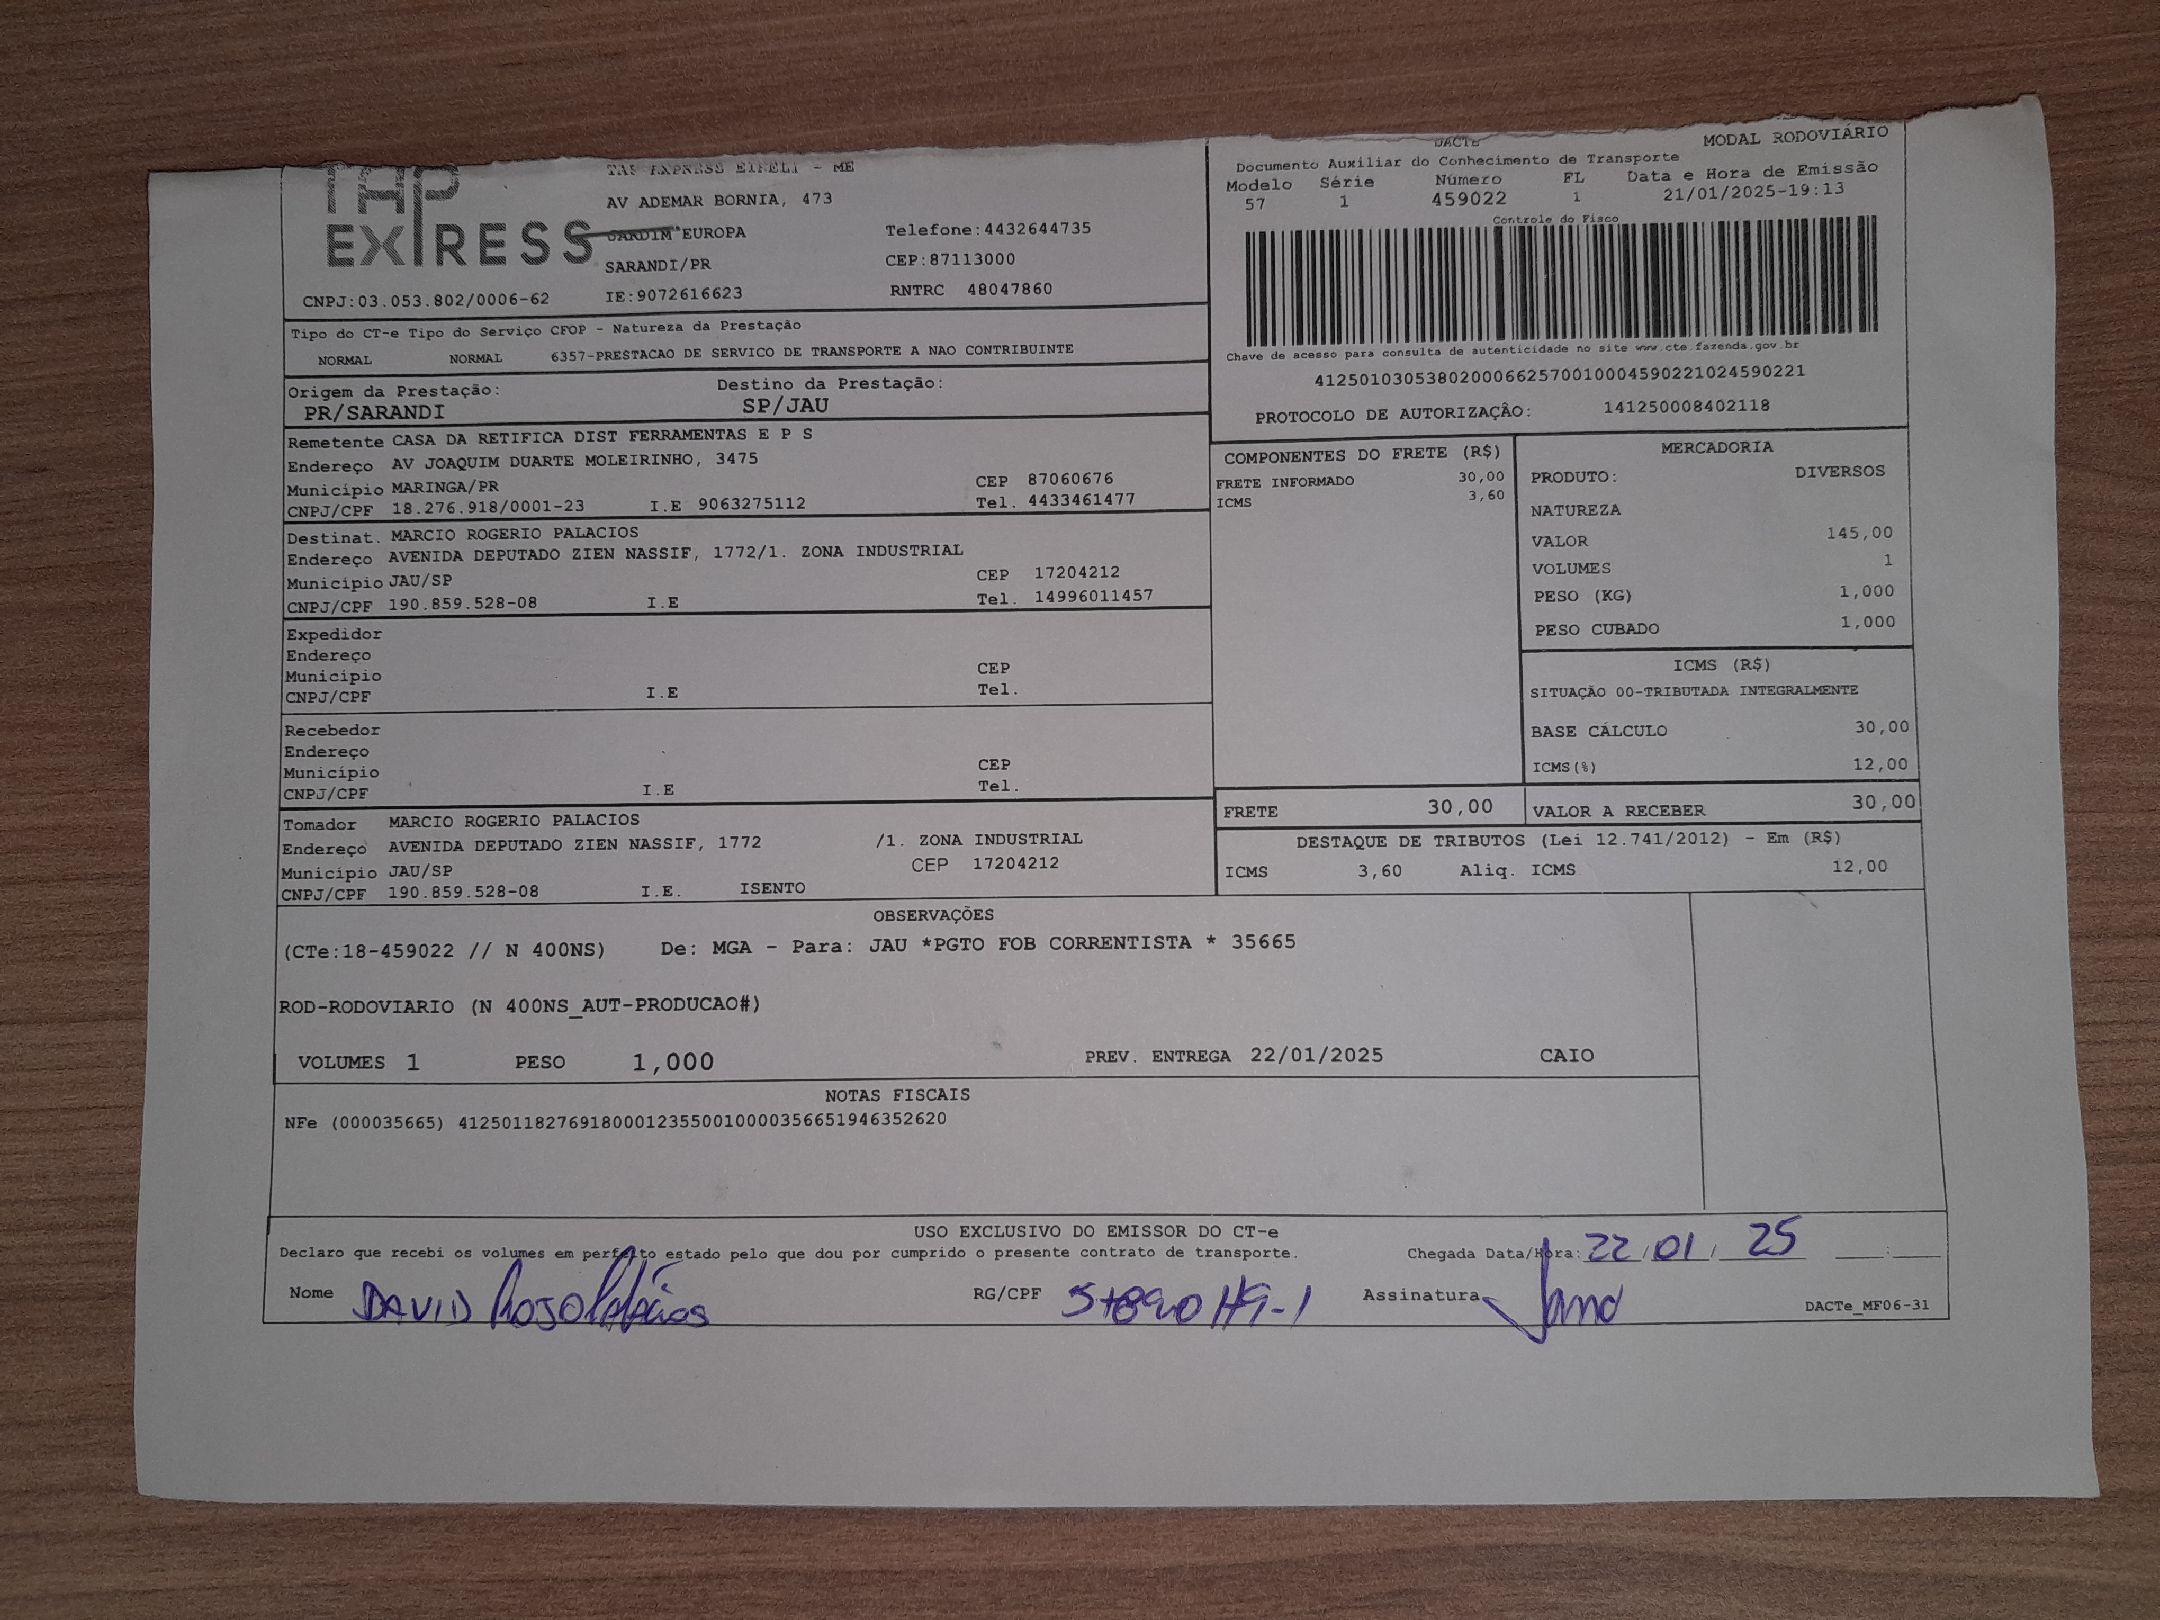 TAP EXPRESS
TAP EXPRESS EIRELI - ME
AV ADEMAR BORNIA, 473
JARDIM EUROPA
Telefone:4432644735
SARANDI/PR
CEP:87113000
CNPJ:03.053.802/0006-62
IE:9072616623
RNTRC 48047860
DACTE
MODAL RODOVIÁRIO
Documento Auxiliar do Conhecimento de Transporte
Modelo Série Número FL Data e Hora de Emissão
57 1 459022 1 21/01/2025-19:13
Controle do Fisco
Chave de acesso para consulta de autenticidade no site www.cte.fazenda.gov.br
41250103053802000662570010004590221024590221
PROTOCOLO DE AUTORIZAÇÃO: 141250008402118
Tipo do CT-e Tipo do Serviço CFOP - Natureza da Prestação
NORMAL NORMAL 6357-PRESTACAO DE SERVICO DE TRANSPORTE A NAO CONTRIBUINTE
Origem da Prestação: Destino da Prestação:
PR/SARANDI SP/JAU
Remetente CASA DA RETIFICA DIST FERRAMENTAS E P S
Endereço AV JOAQUIM DUARTE MOLEIRINHO, 3475
Município MARINGA/PR CEP 87060676
CNPJ/CPF 18.276.918/0001-23 I.E 9063275112 Tel. 4433461477
Destinat. MARCIO ROGERIO PALACIOS
Endereço AVENIDA DEPUTADO ZIEN NASSIF, 1772/1. ZONA INDUSTRIAL
Município JAU/SP CEP 17204212
CNPJ/CPF 190.859.528-08 I.E Tel. 14996011457
Expedidor
Endereço
Município CEP
CNPJ/CPF I.E Tel.
Recebedor
Endereço
Município CEP
CNPJ/CPF I.E Tel.
Tomador MARCIO ROGERIO PALACIOS
Endereço AVENIDA DEPUTADO ZIEN NASSIF, 1772 /1. ZONA INDUSTRIAL
Município JAU/SP CEP 17204212
CNPJ/CPF 190.859.528-08 I.E. ISENTO
COMPONENTES DO FRETE (R$)
FRETE INFORMADO 30,00
ICMS 3,60
MERCADORIA
PRODUTO: DIVERSOS
NATUREZA
VALOR 145,00
VOLUMES 1
PESO (KG) 1,000
PESO CUBADO 1,000
ICMS (R$)
SITUAÇÃO 00-TRIBUTADA INTEGRALMENTE
BASE CÁLCULO 30,00
ICMS(%) 12,00
FRETE 30,00 VALOR A RECEBER 30,00
DESTAQUE DE TRIBUTOS (Lei 12.741/2012) - Em (R$)
ICMS 3,60 Aliq. ICMS 12,00
OBSERVAÇÕES
(CTe:18-459022 // N 400NS) De: MGA - Para: JAU *PGTO FOB CORRENTISTA * 35665
ROD-RODOVIARIO (N 400NS_AUT-PRODUCAO#)
VOLUMES 1 PESO 1,000 PREV. ENTREGA 22/01/2025 CAIO
NOTAS FISCAIS
NFe (000035665) 41250118276918000123550010000356651946352620
USO EXCLUSIVO DO EMISSOR DO CT-e
Declaro que recebi os volumes em perfeito estado pelo que dou por cumprido o presente contrato de transporte. Chegada Data/Hora: 22/01/25 :
Nome DAVID RG/CPF Assinatura
DACTe_MF06-31